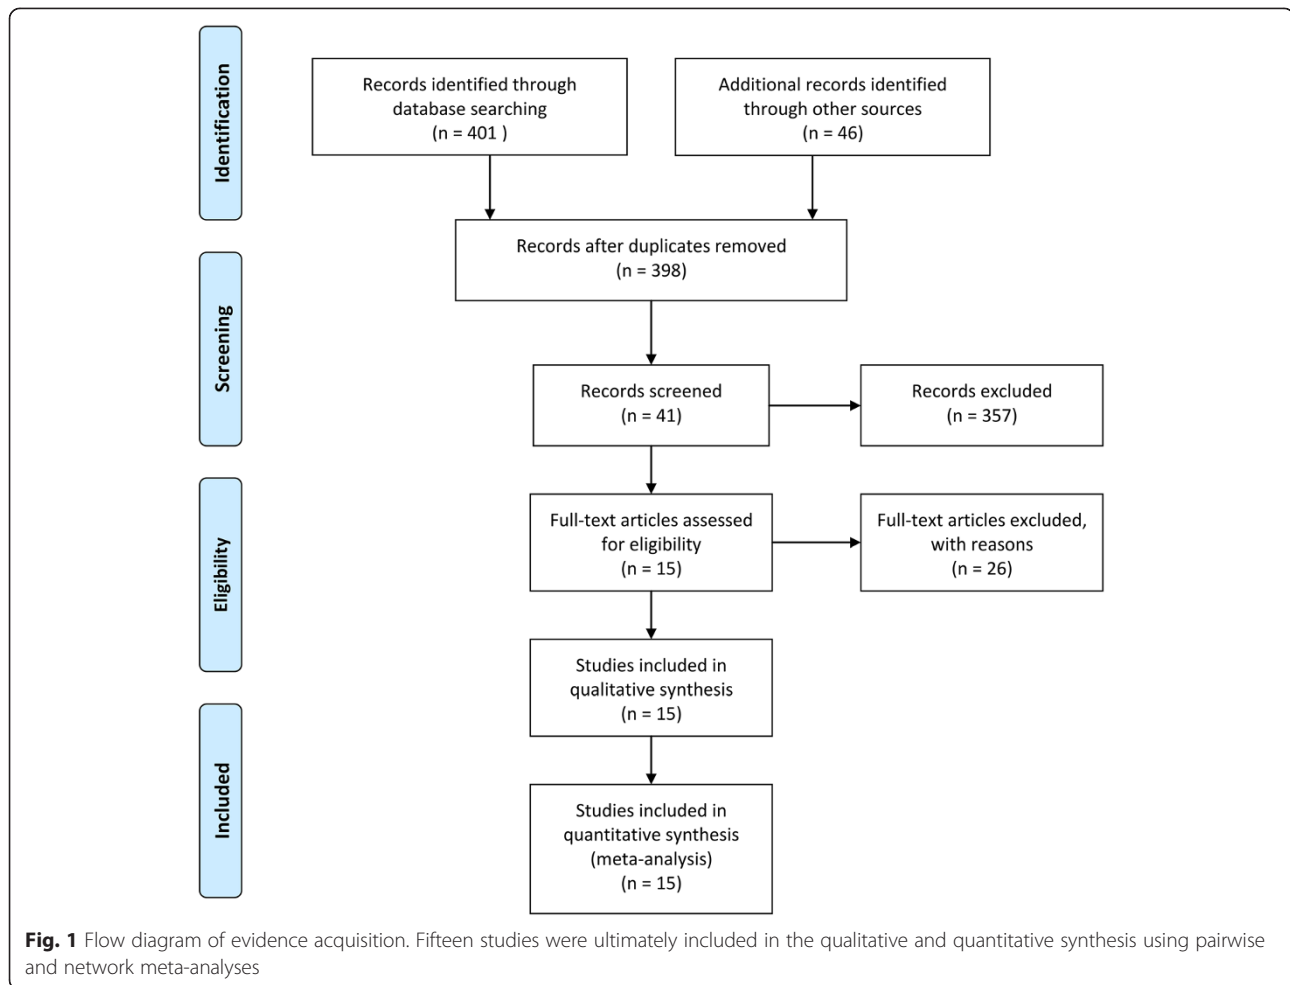 Identification
Records identified through
database searching
(n = 401 )
Additional records identified
through other sources
(n = 46)
Records after duplicates removed
(n = 398)
Screening
Records screened
(n = 41)
Records excluded
(n = 357)
Eligibility
Full-text articles assessed
for eligibility
(n = 15)
Full-text articles excluded,
with reasons
(n = 26)
Studies included in
qualitative synthesis
(n = 15)
Included
Studies included in
quantitative synthesis
(meta-analysis)
(n = 15)
Fig. 1 Flow diagram of evidence acquisition. Fifteen studies were ultimately included in the qualitative and quantitative synthesis using pairwise
and network meta-analyses